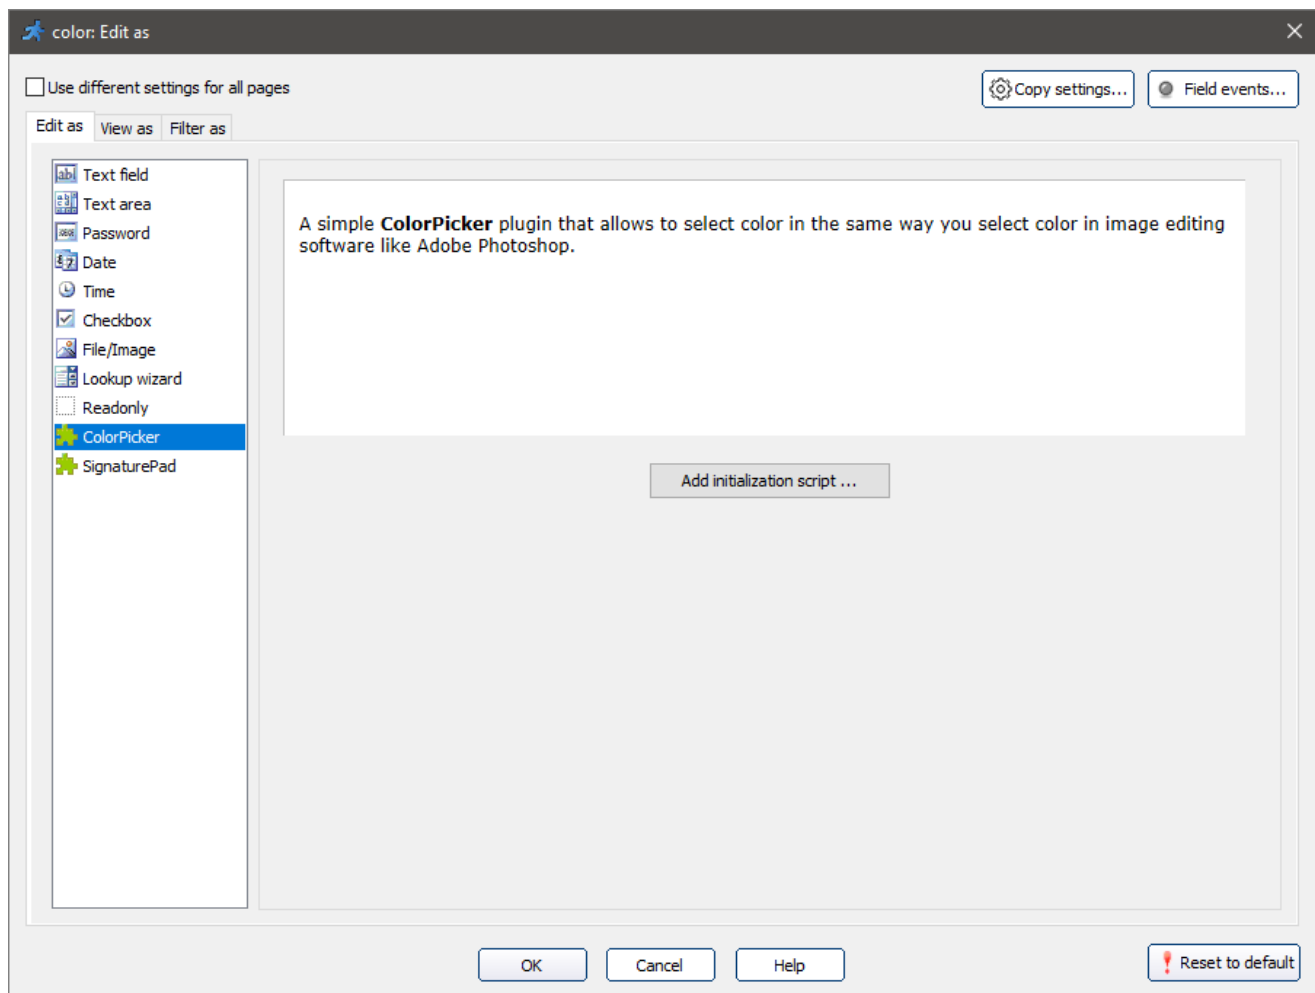 color: Edit as
Use different settings for all pages
Copy settings...
Field events...
Edit as
View as
Filter as
Text field
Text area
Password
Date
Time
Checkbox
File/Image
Lookup wizard
Readonly
ColorPicker
SignaturePad
A simple ColorPicker plugin that allows to select color in the same way you select color in image editing
software like Adobe Photoshop.
Add initialization script ...
OK
Cancel
Help
Reset to default